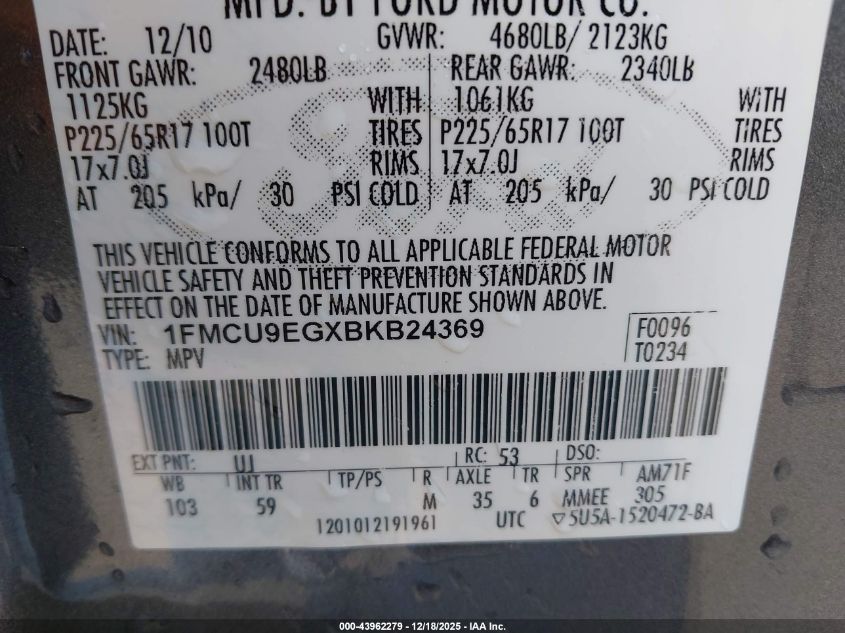 MFD. BY FORD MOTOR CO.
DATE: 12/10 GVWR: 4680LB/ 2123KG
FRONT GAWR: 2480LB REAR GAWR: 2340LB
1125KG WITH 1061KG WITH
P225/65R17 100T TIRES P225/65R17 100T TIRES
17x7.0J RIMS 17x7.0J RIMS
AT 205 kPa/ 30 PSI COLD AT 205 kPa/ 30 PSI COLD
THIS VEHICLE CONFORMS TO ALL APPLICABLE FEDERAL MOTOR
VEHICLE SAFETY AND THEFT PREVENTION STANDARDS IN
EFFECT ON THE DATE OF MANUFACTURE SHOWN ABOVE.
VIN: 1FMCU9EGXBKB24369 F0096
TYPE: MPV T0234
EXT PNT: UJ RC: 53 DSO:
WB INT TR TP/PS R AXLE TR SPR AM71F
103 59 M 35 6 MMEE 305
1201012191961 UTC ▽5U5A-1520472-BA
000-43962279 - 12/18/2025 - IAA Inc.